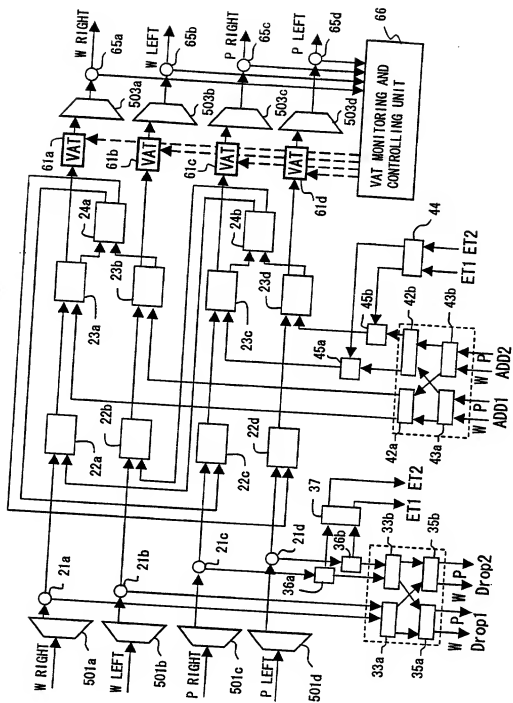 W RIGHT
501a
21a
W LEFT
501b
21b
P RIGHT
501c
21c
P LEFT
501d
21d
22a
22b
22c
22d
23a
23b
23c
23d
24a
24b
61a
VAT
61b
VAT
61c
VAT
61d
VAT
503a
503b
503c
503d
65a
W RIGHT
65b
W LEFT
65c
P RIGHT
65d
P LEFT
66
VAT MONITORING AND
CONTROLLING UNIT
36a
36b
37
ET1
ET2
33a
33b
35a
35b
W P
Drop1
W P
Drop2
45a
45b
44
ET1 ET2
42a
42b
43a
43b
W P
ADD1
W P
ADD2